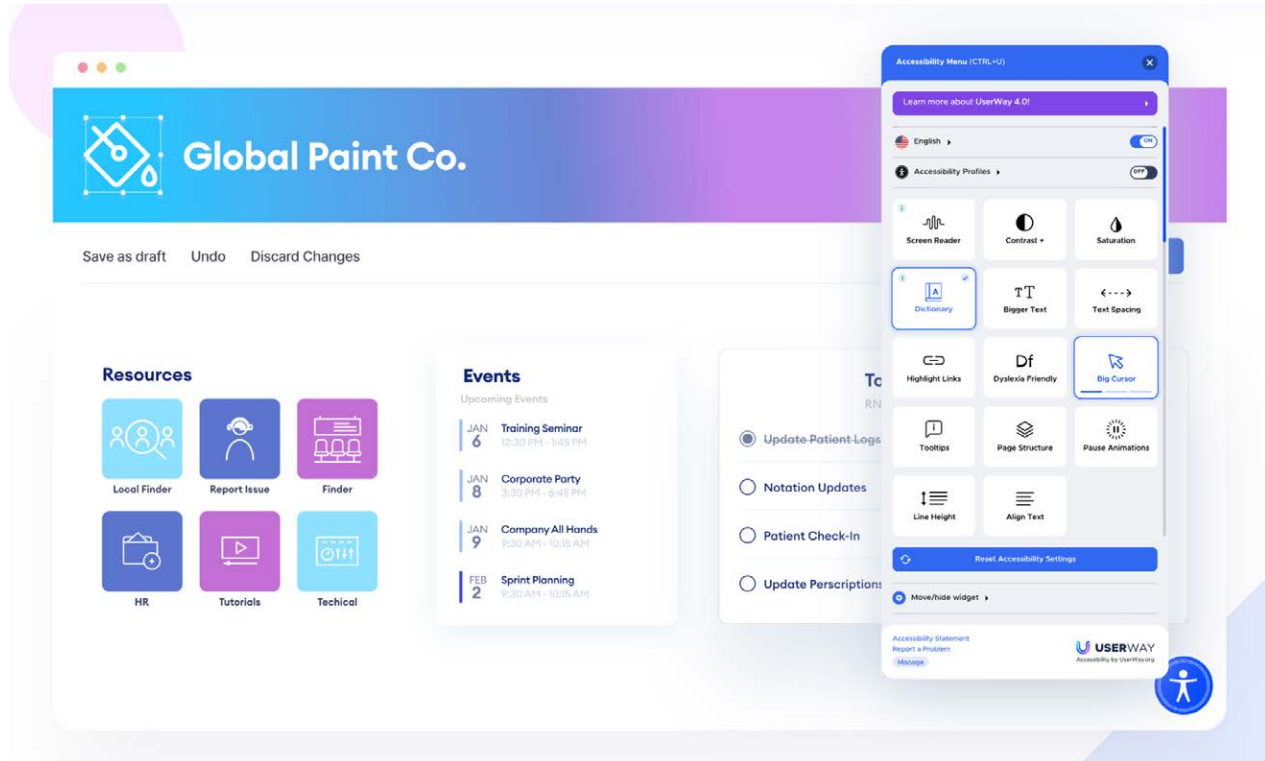 Accessibility Menu (CTRL+U)
Learn more about UserWay 4.0!
English
ON
Accessibility Profiles
OFF
Global Paint Co.
Save as draft Undo Discard Changes
Screen Reader Contrast + Saturation
Dictionary Bigger Text Text Spacing
Highlight Links Dyslexia Friendly Big Cursor
Tooltips Page Structure Pause Animations
Line Height Align Text
Reset Accessibility Settings
Move/hide widget
Accessibility Statement
Report a Problem
Manage
USERWAY
Accessibility by UserWay.org
Resources
Local Finder Report Issue Finder
HR Tutorials Techical
Events
Upcoming Events
JAN 6 Training Seminar
12:30 PM - 1:45 PM
JAN 8 Corporate Party
3:30 PM - 6:45 PM
JAN 9 Company All Hands
9:30 AM - 10:15 AM
FEB 2 Sprint Planning
9:30 AM - 10:15 AM
RN
Update Patient Logs
Notation Updates
Patient Check-In
Update Perscriptions